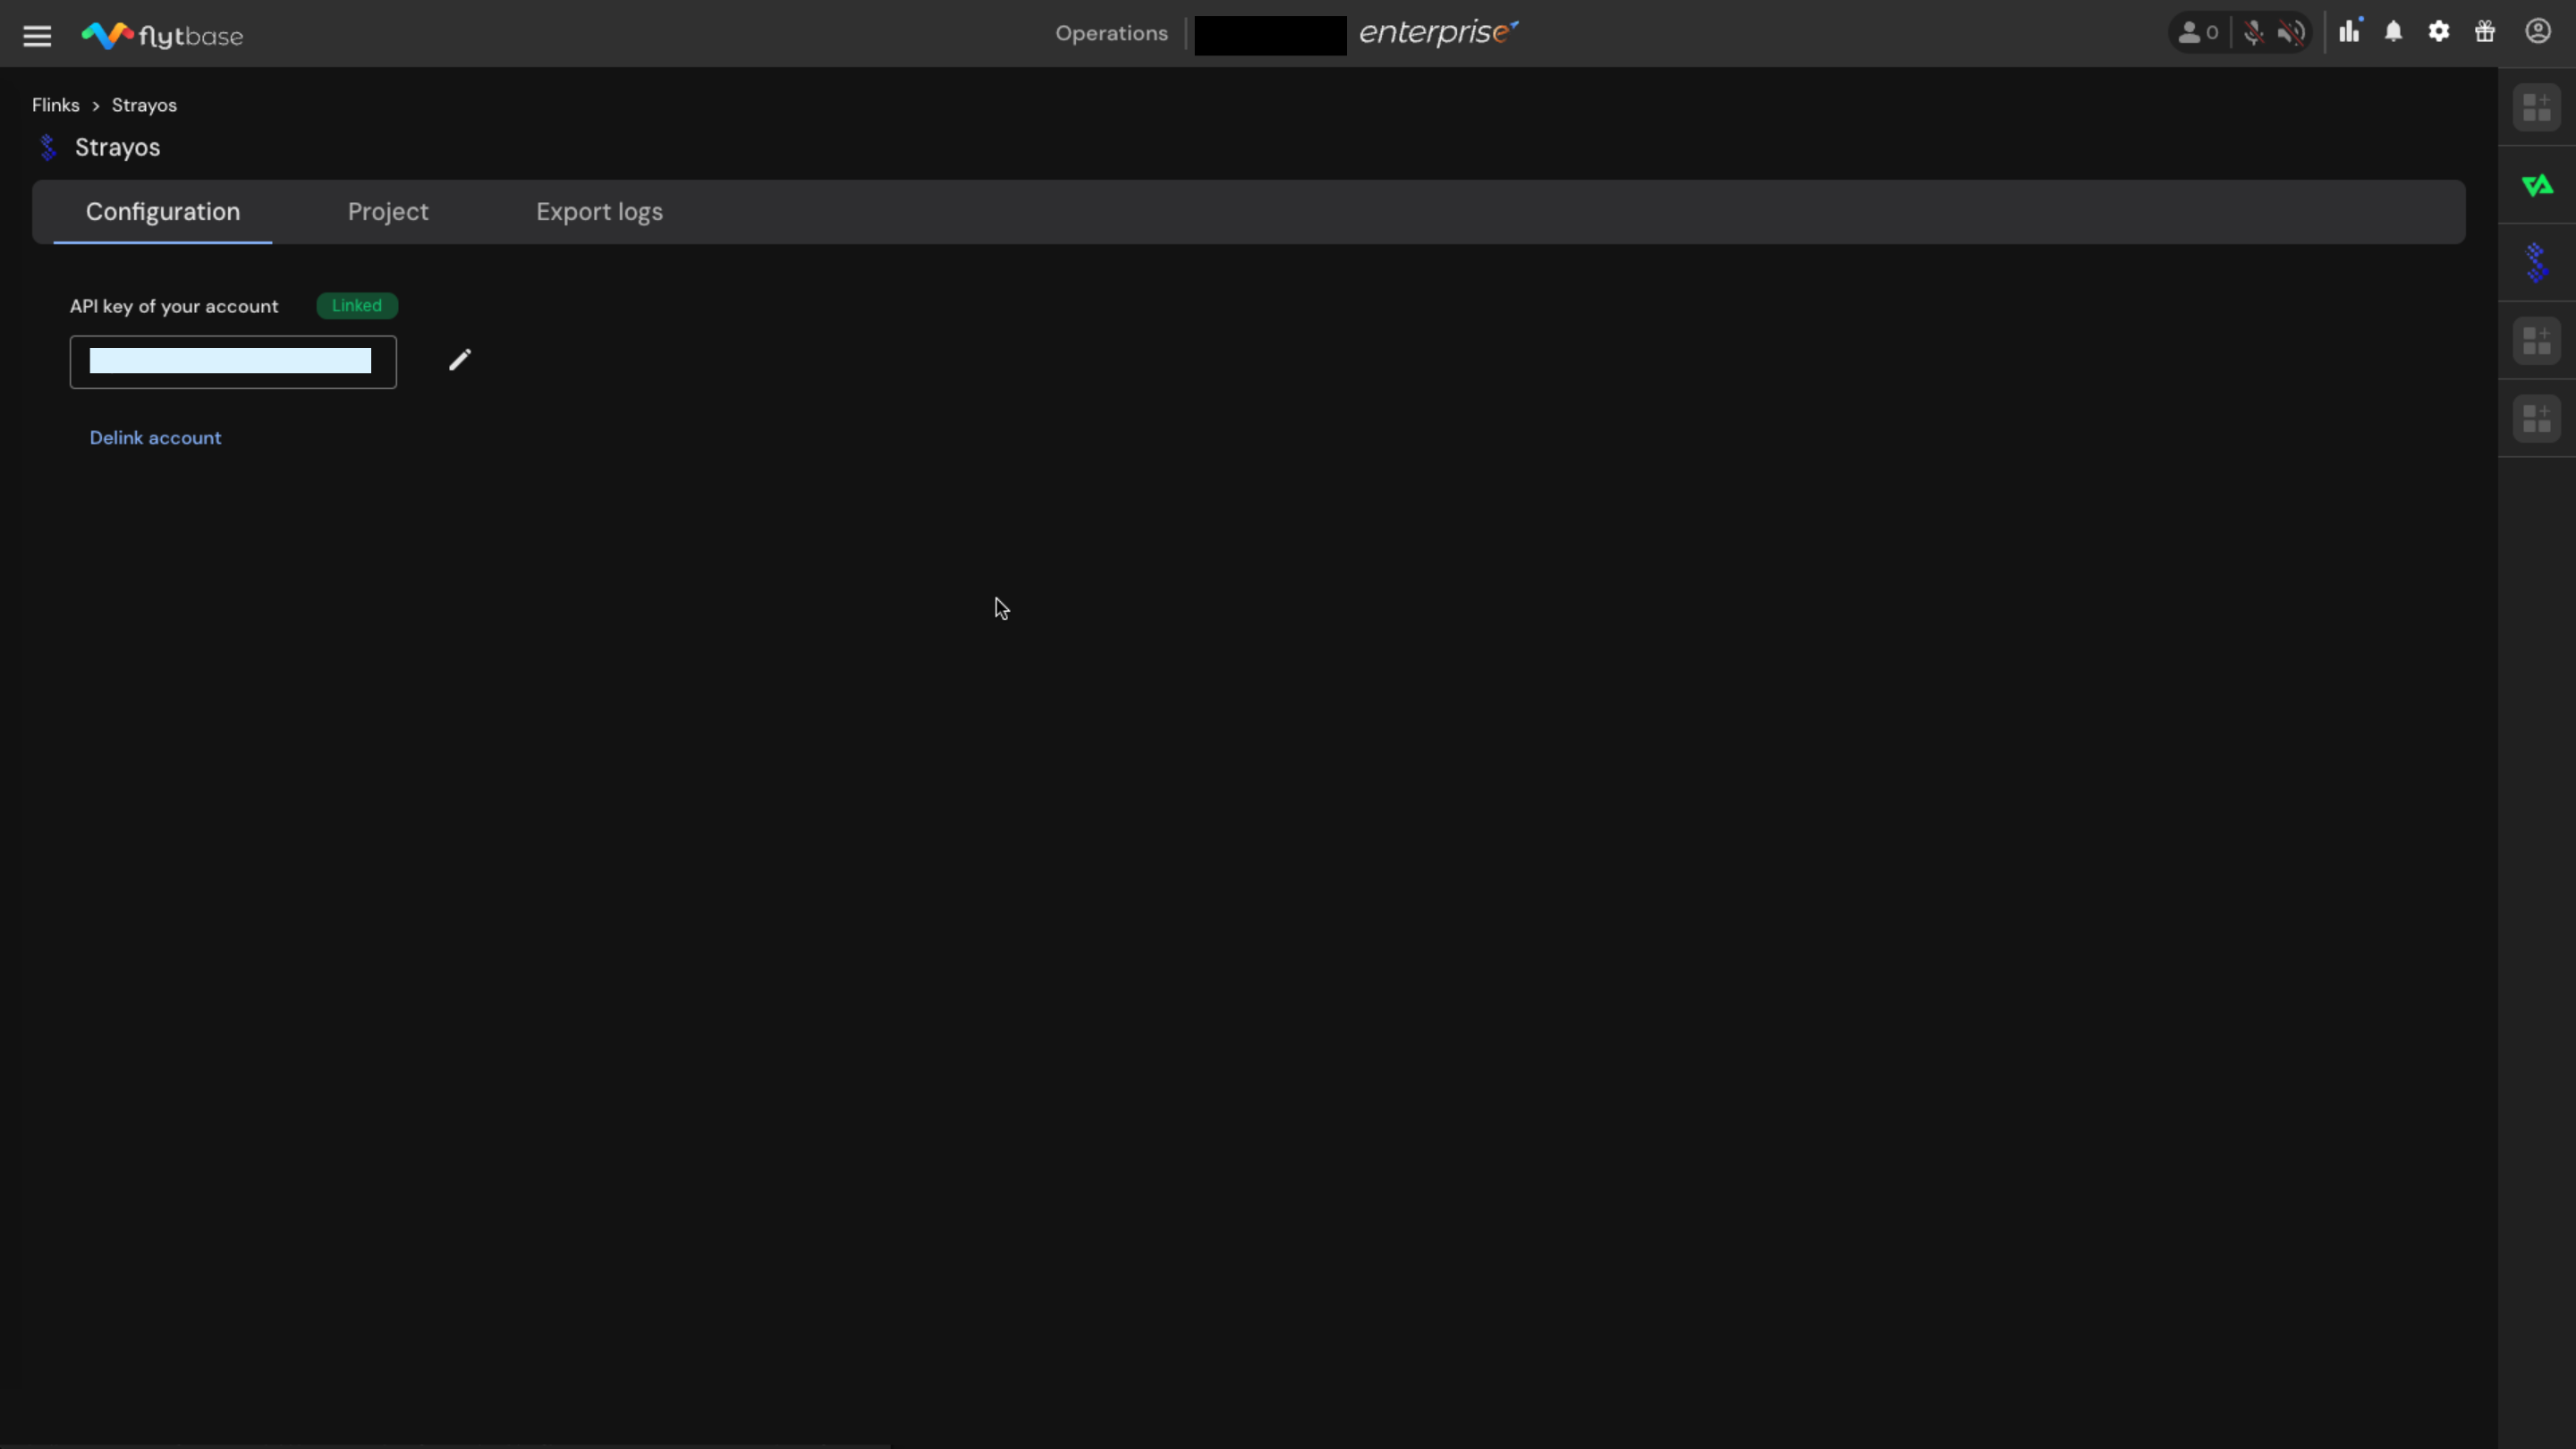 flytbase
Operations
enterprise
0
Flinks > Strayos
Strayos
Configuration
Project
Export logs
API key of your account
Linked
Delink account